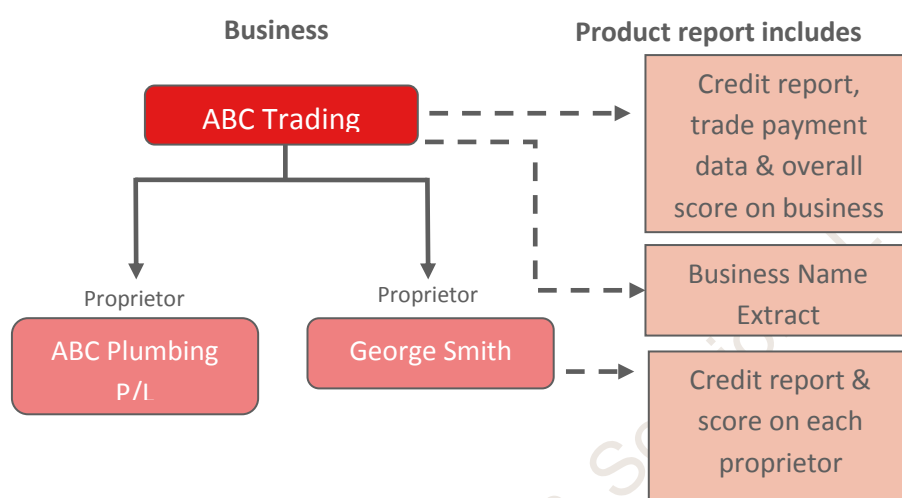 Business
Product report includes
ABC Trading
Credit report,
trade payment
data & overall
score on business
Business Name
Extract
Proprietor
Proprietor
ABC Plumbing
P/L
George Smith
Credit report &
score on each
proprietor